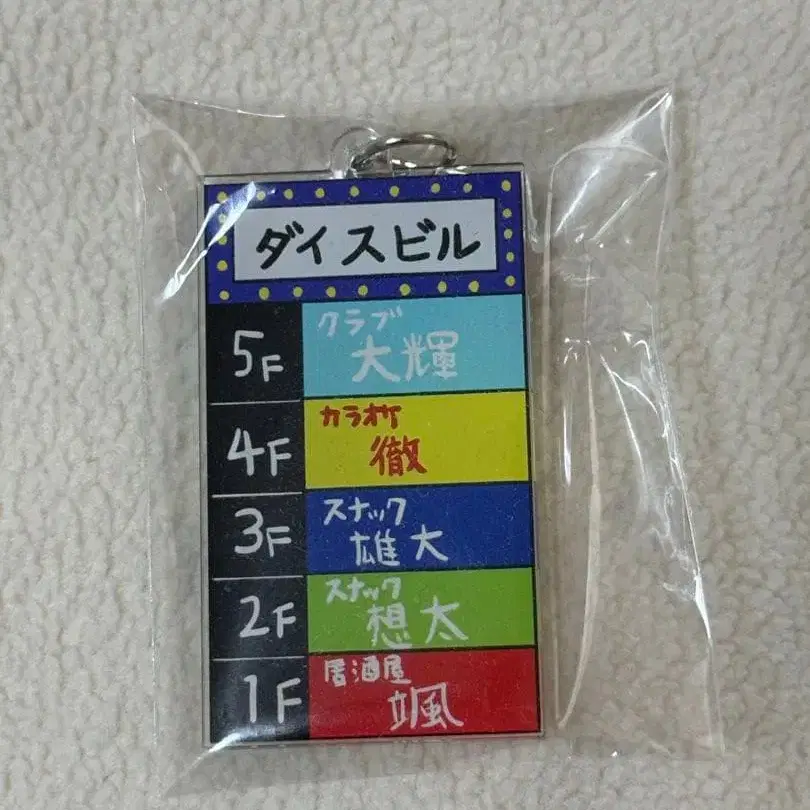 ダイスビル
5F
クラブ
大輝
4F
カラオケ
徹
3F
スナック
雄大
2F
スナック
想太
1F
居酒屋
颯